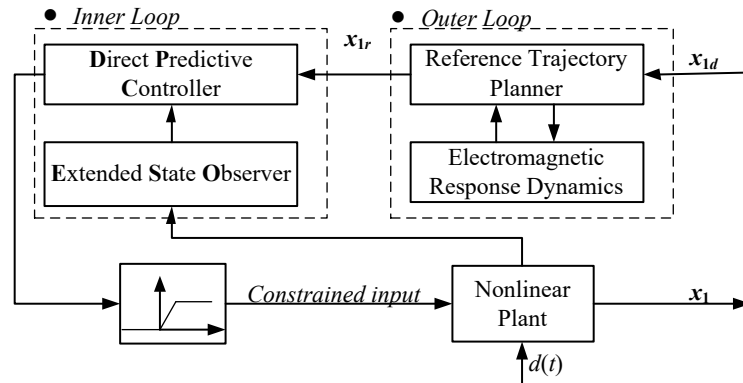 ● Inner Loop
● Outer Loop
Direct Predictive
Controller
x1r
Reference Trajectory
Planner
x1d
Extended State Observer
Electromagnetic
Response Dynamics
Constrained input
Nonlinear
Plant
x1
d(t)